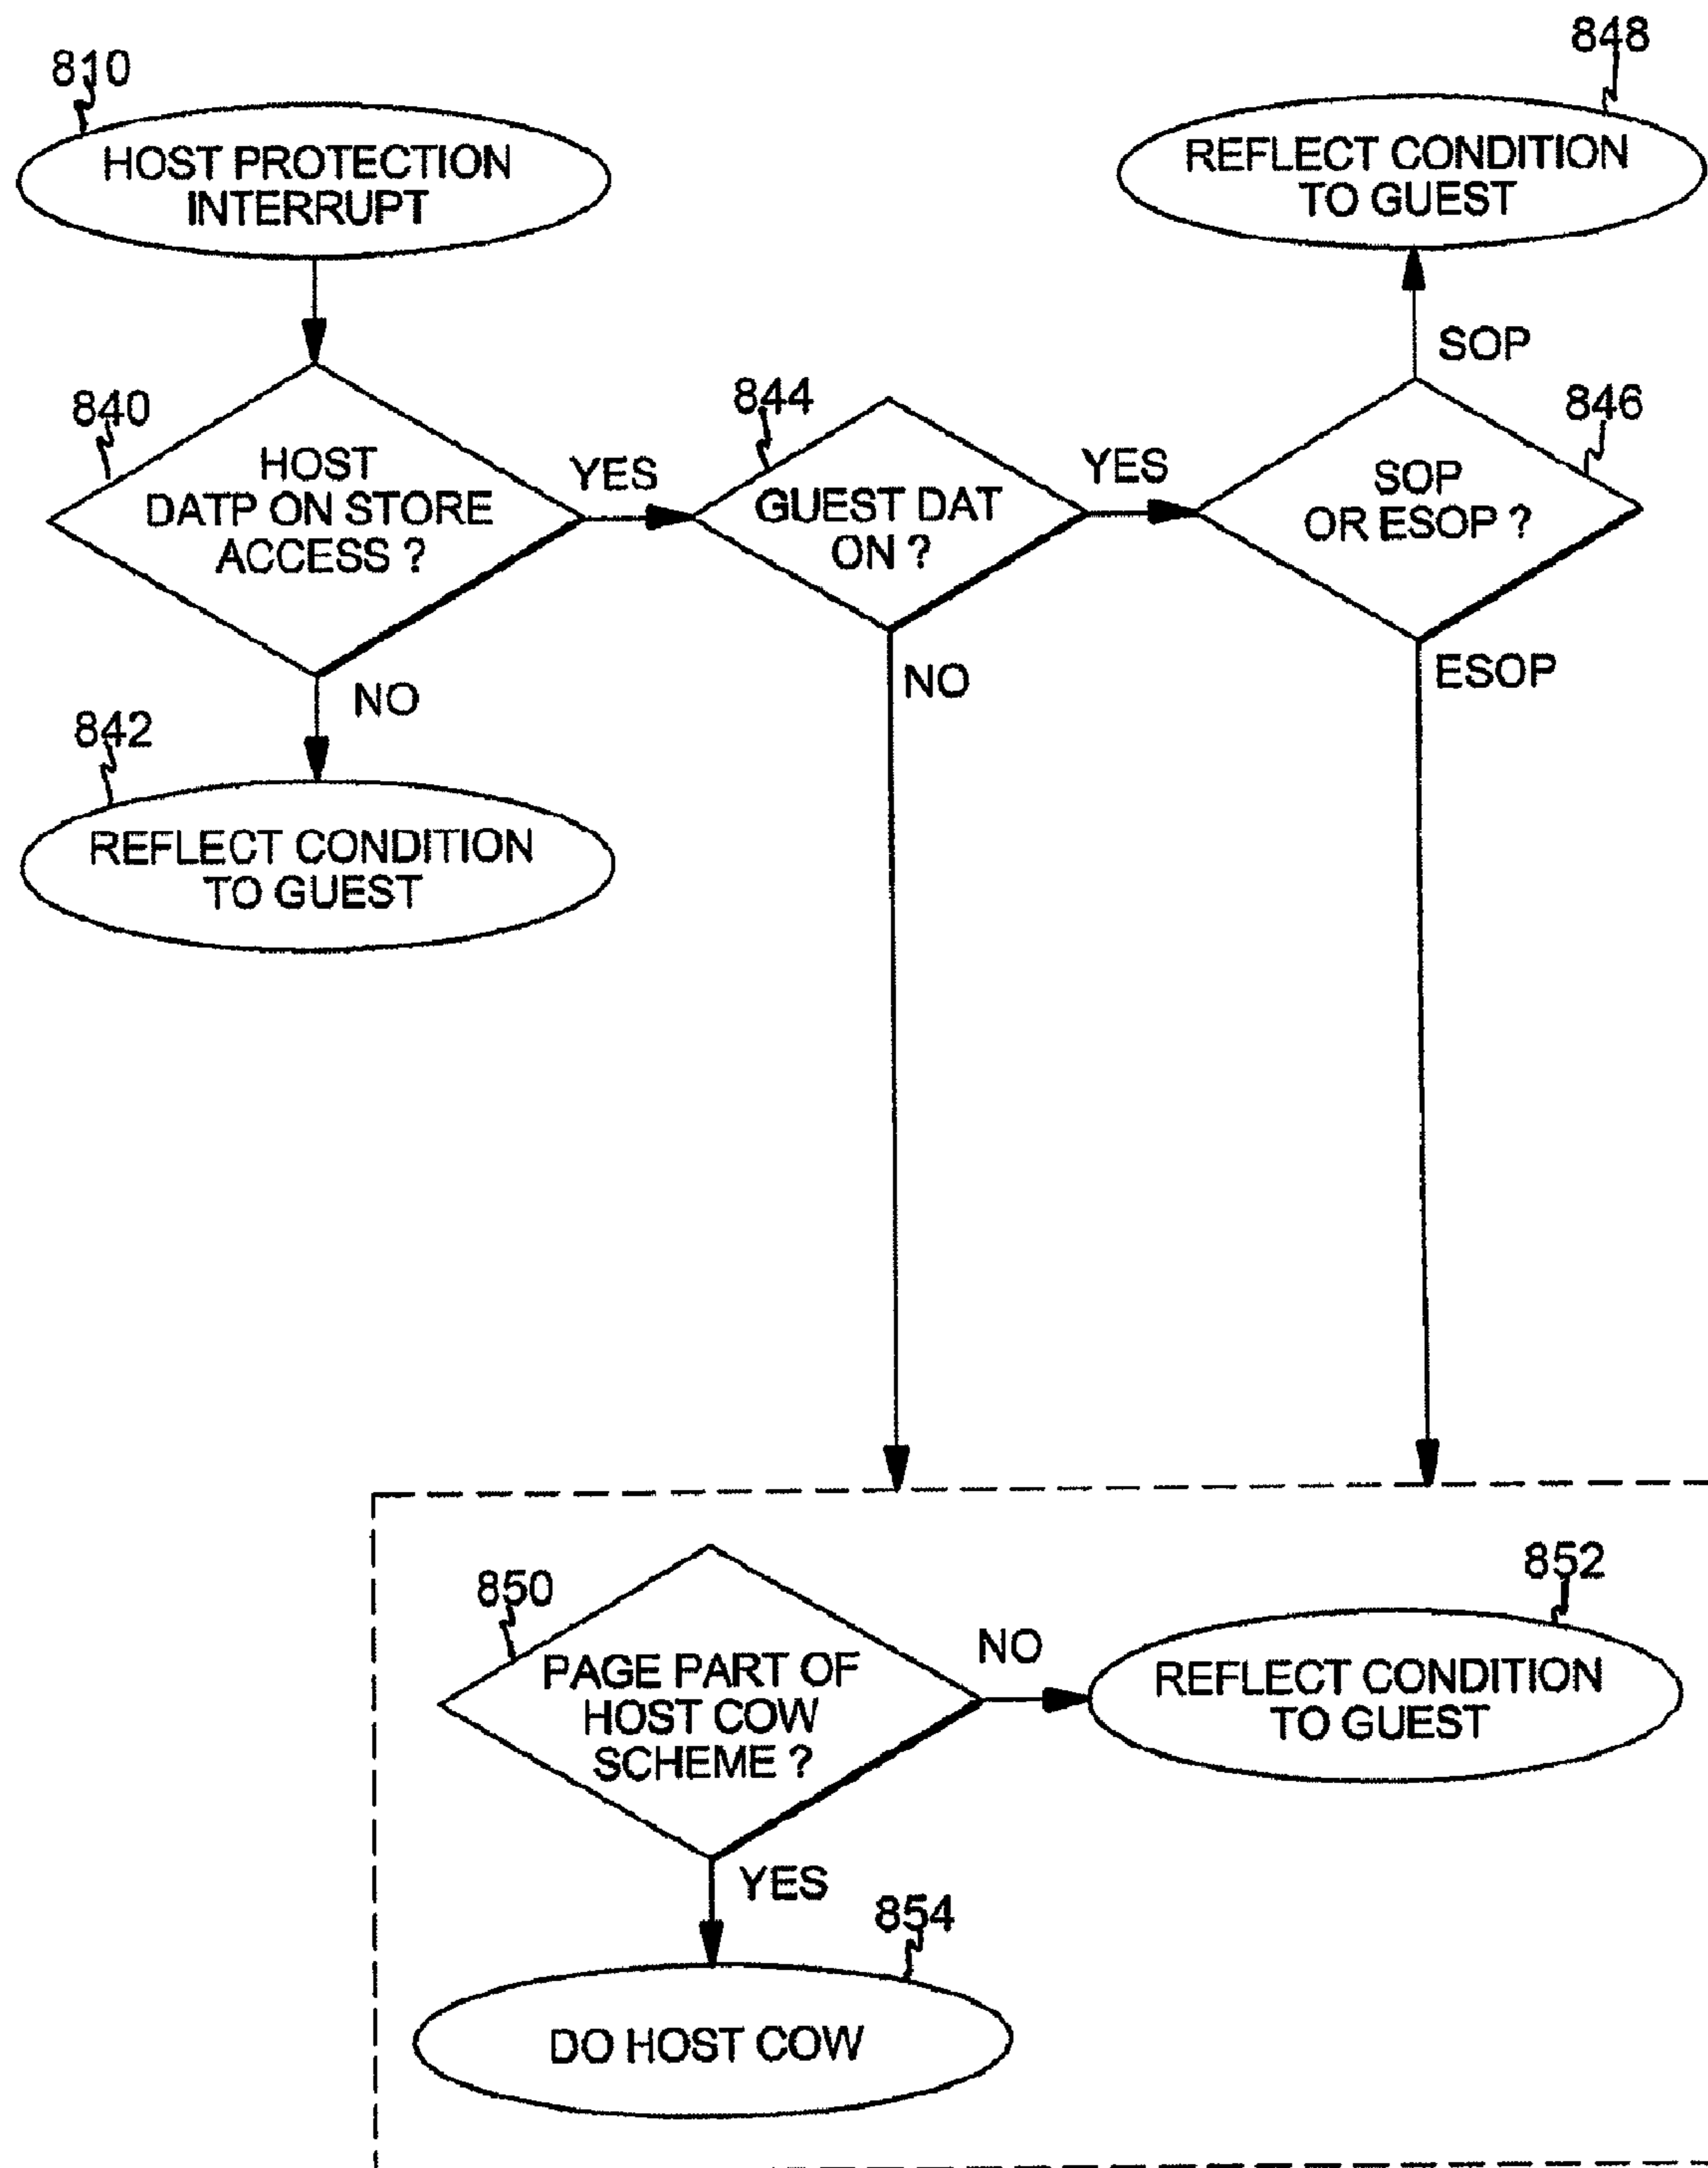 810
HOST PROTECTION
INTERRUPT
848
REFLECT CONDITION
TO GUEST
SOP
840
HOST
DATP ON STORE
ACCESS ?
YES
844
GUEST DAT
ON ?
YES
846
SOP
OR ESOP ?
NO
NO
ESOP
842
REFLECT CONDITION
TO GUEST
850
PAGE PART OF
HOST COW
SCHEME ?
NO
852
REFLECT CONDITION
TO GUEST
YES
854
DO HOST COW